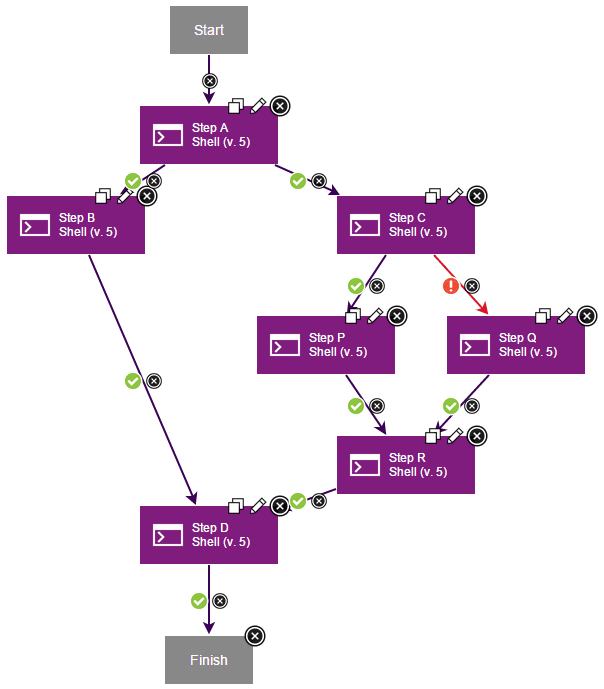 Start
Step A
Shell (v. 5)
Step B
Shell (v. 5)
Step C
Shell (v. 5)
Step P
Shell (v. 5)
Step Q
Shell (v. 5)
Step R
Shell (v. 5)
Step D
Shell (v. 5)
Finish